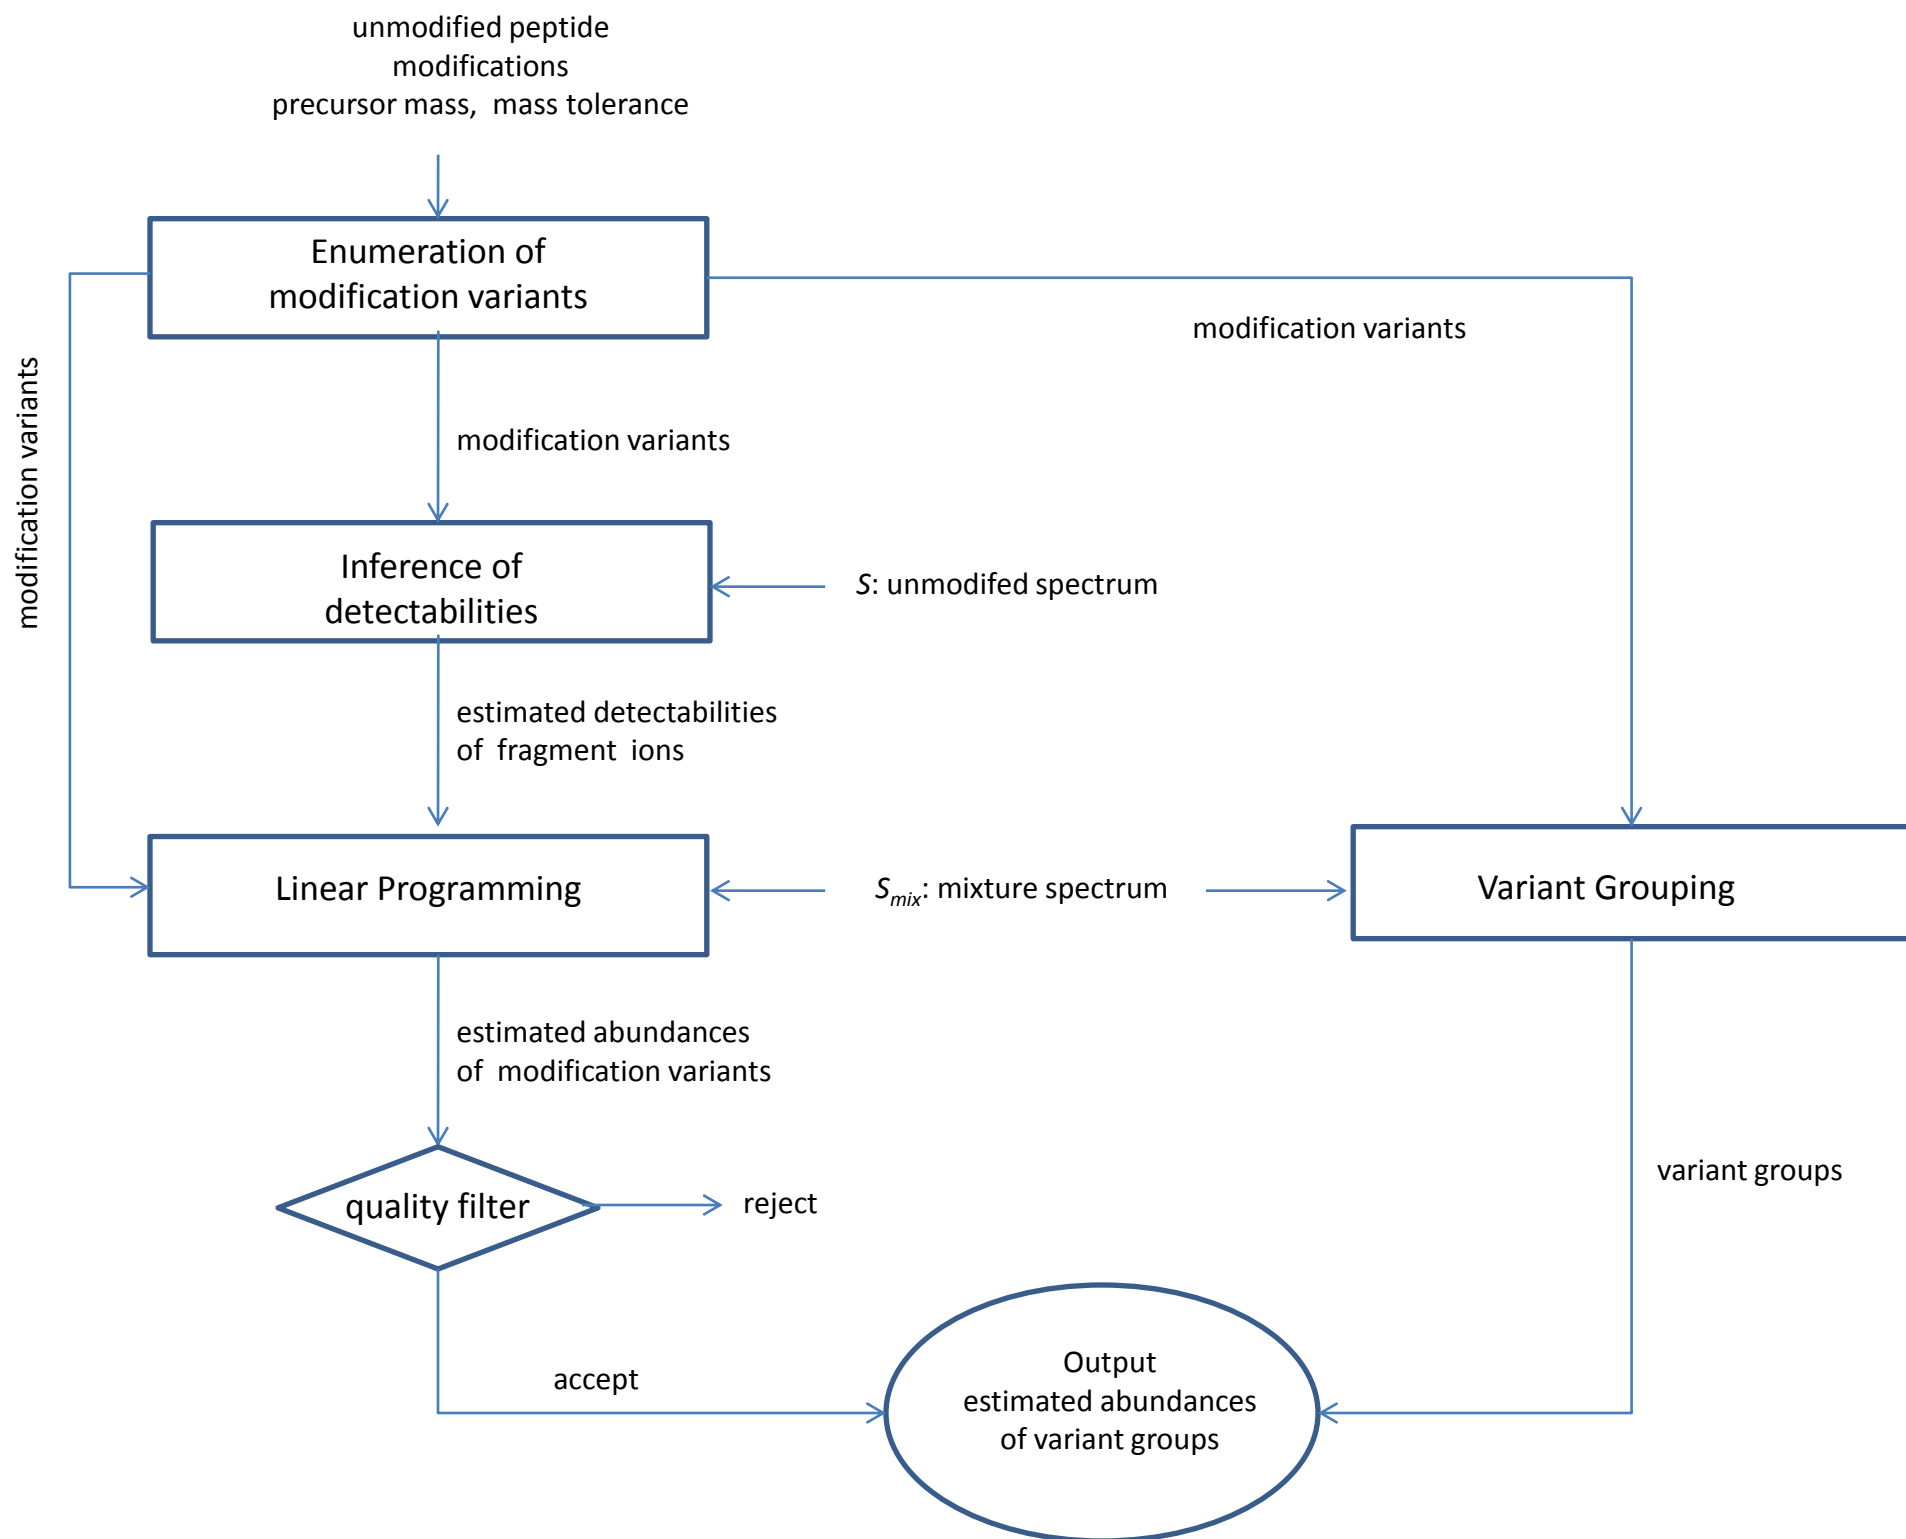 unmodified peptide
modifications
precursor mass, mass tolerance
Enumeration of
modification variants
modification variants
modification variants
modification variants
Inference of
detectabilities
S: unmodifed spectrum
estimated detectabilities
of fragment ions
Linear Programming
Smix: mixture spectrum
Variant Grouping
estimated abundances
of modification variants
quality filter
reject
variant groups
accept
Output
estimated abundances
of variant groups